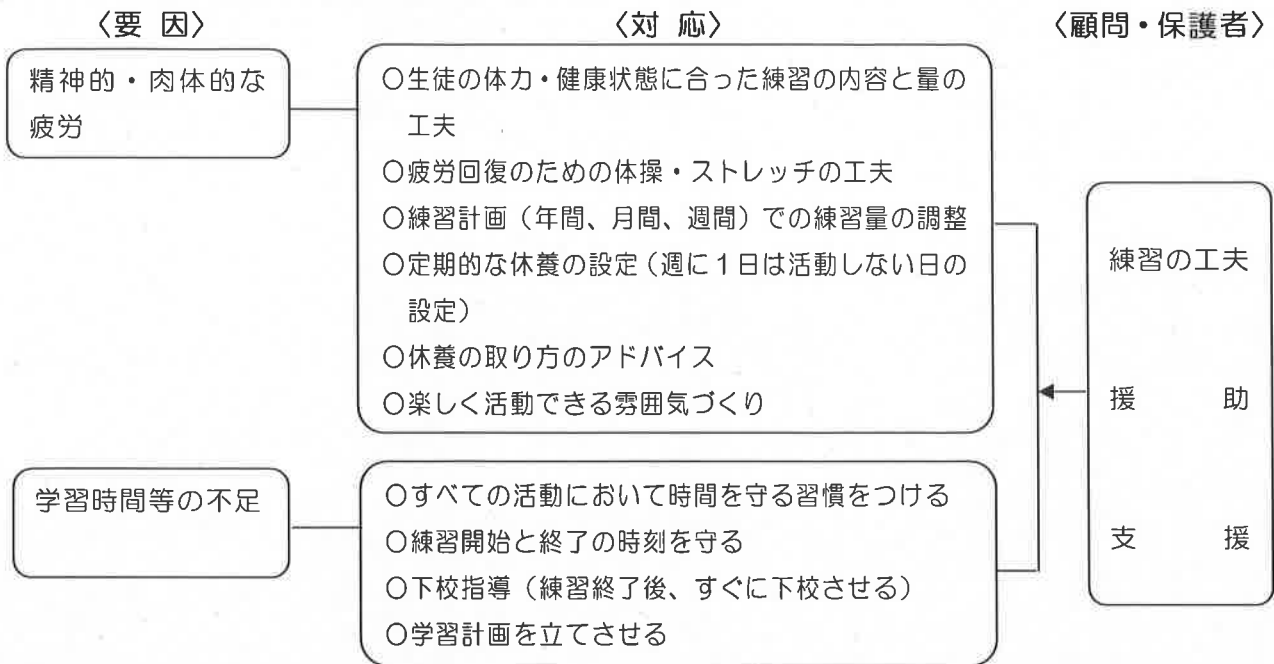 〈要 因〉
〈対 応〉
〈顧問・保護者〉
精神的・肉体的な
疲労
○生徒の体力・健康状態に合った練習の内容と量の
工夫
○疲労回復のための体操・ストレッチの工夫
○練習計画（年間、月間、週間）での練習量の調整
○定期的な休養の設定（週に１日は活動しない日の
設定）
○休養の取り方のアドバイス
○楽しく活動できる雰囲気づくり
学習時間等の不足
○すべての活動において時間を守る習慣をつける
○練習開始と終了の時刻を守る
○下校指導（練習終了後、すぐに下校させる）
○学習計画を立てさせる
練習の工夫
援 助
支 援